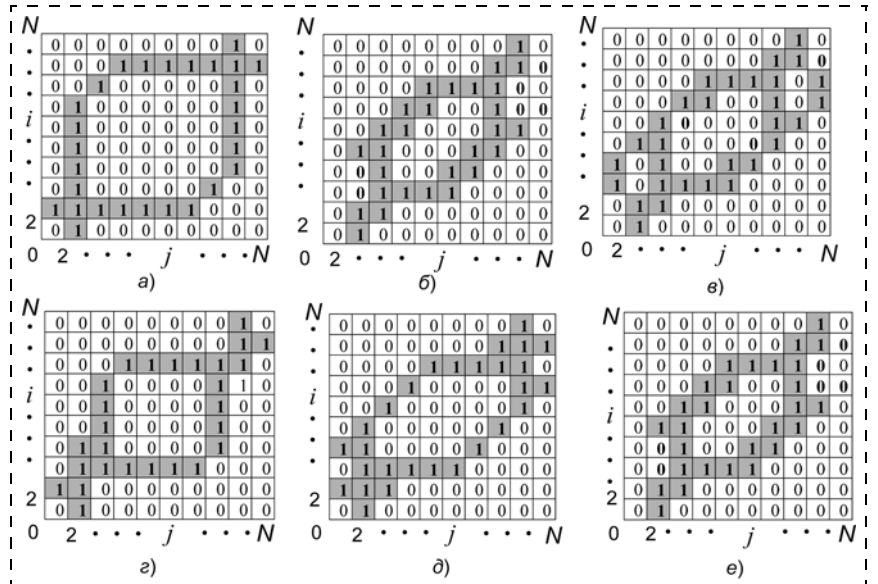 N
0 0 0 0 0 0 0 0 1 0
0 0 0 1 1 1 1 1 1 1
0 0 1 0 0 0 0 0 1 0
0 1 0 0 0 0 0 0 1 0
i 0 1 0 0 0 0 0 0 1 0
0 1 0 0 0 0 0 0 1 0
0 1 0 0 0 0 0 0 1 0
0 1 0 0 0 0 0 1 0 0
1 1 1 1 1 1 1 0 0 0
2 0 1 0 0 0 0 0 0 0 0
0 2 • • • j • • • N
а)
N
0 0 0 0 0 0 0 0 1 0
0 0 0 0 0 0 0 1 1 0
0 0 0 0 1 1 1 1 0 0
0 0 0 1 1 0 0 1 0 0
i 0 0 1 1 0 0 0 1 1 0
0 1 1 0 0 0 1 1 0 0
0 0 1 0 0 1 1 0 0 0
0 0 1 1 1 1 0 0 0 0
0 1 1 0 0 0 0 0 0 0
2 0 1 0 0 0 0 0 0 0 0
0 2 • • • j • • • N
б)
N
0 0 0 0 0 0 0 0 1 0
0 0 0 0 0 0 0 1 1 0
0 0 0 0 1 1 1 1 0 1
0 0 0 1 1 0 0 1 0 1
i 0 0 1 0 0 0 0 1 1 0
0 1 1 0 0 0 0 1 0 0
1 0 1 0 0 1 1 0 0 0
1 0 1 1 1 1 0 0 0 0
2 0 1 1 0 0 0 0 0 0 0
0 1 0 0 0 0 0 0 0 0
0 2 • • • j • • • N
в)
N
0 0 0 0 0 0 0 0 1 0
0 0 0 0 0 0 0 0 1 1
0 0 0 1 1 1 1 1 1 0
i 0 0 1 0 0 0 0 1 1 0
0 0 1 0 0 0 0 1 0 0
0 0 1 0 0 0 0 1 0 0
0 1 1 0 0 0 0 1 0 0
0 1 1 1 1 1 1 0 0 0
2 1 1 0 0 0 0 0 0 0 0
0 1 0 0 0 0 0 0 0 0
0 2 • • • j • • • N
г)
N
0 0 0 0 0 0 0 0 1 0
0 0 0 0 0 0 0 1 1 1
0 0 0 0 1 1 1 1 1 0
i 0 0 0 1 0 0 0 0 1 1
0 0 1 0 0 0 0 0 1 0
0 1 0 0 0 0 0 1 0 0
1 1 0 0 0 0 1 0 0 0
0 1 1 1 1 1 0 0 0 0
2 1 1 1 0 0 0 0 0 0 0
0 1 0 0 0 0 0 0 0 0
0 2 • • • j • • • N
д)
N
0 0 0 0 0 0 0 0 1 0
0 0 0 0 0 0 0 1 1 0
0 0 0 0 1 1 1 1 0 0
0 0 0 1 1 0 0 1 0 0
i 0 0 1 1 0 0 0 1 1 0
0 1 1 0 0 0 1 1 0 0
0 0 1 0 0 1 1 0 0 0
0 0 1 1 1 1 0 0 0 0
2 0 1 1 0 0 0 0 0 0 0
0 1 0 0 0 0 0 0 0 0
0 2 • • • j • • • N
е)